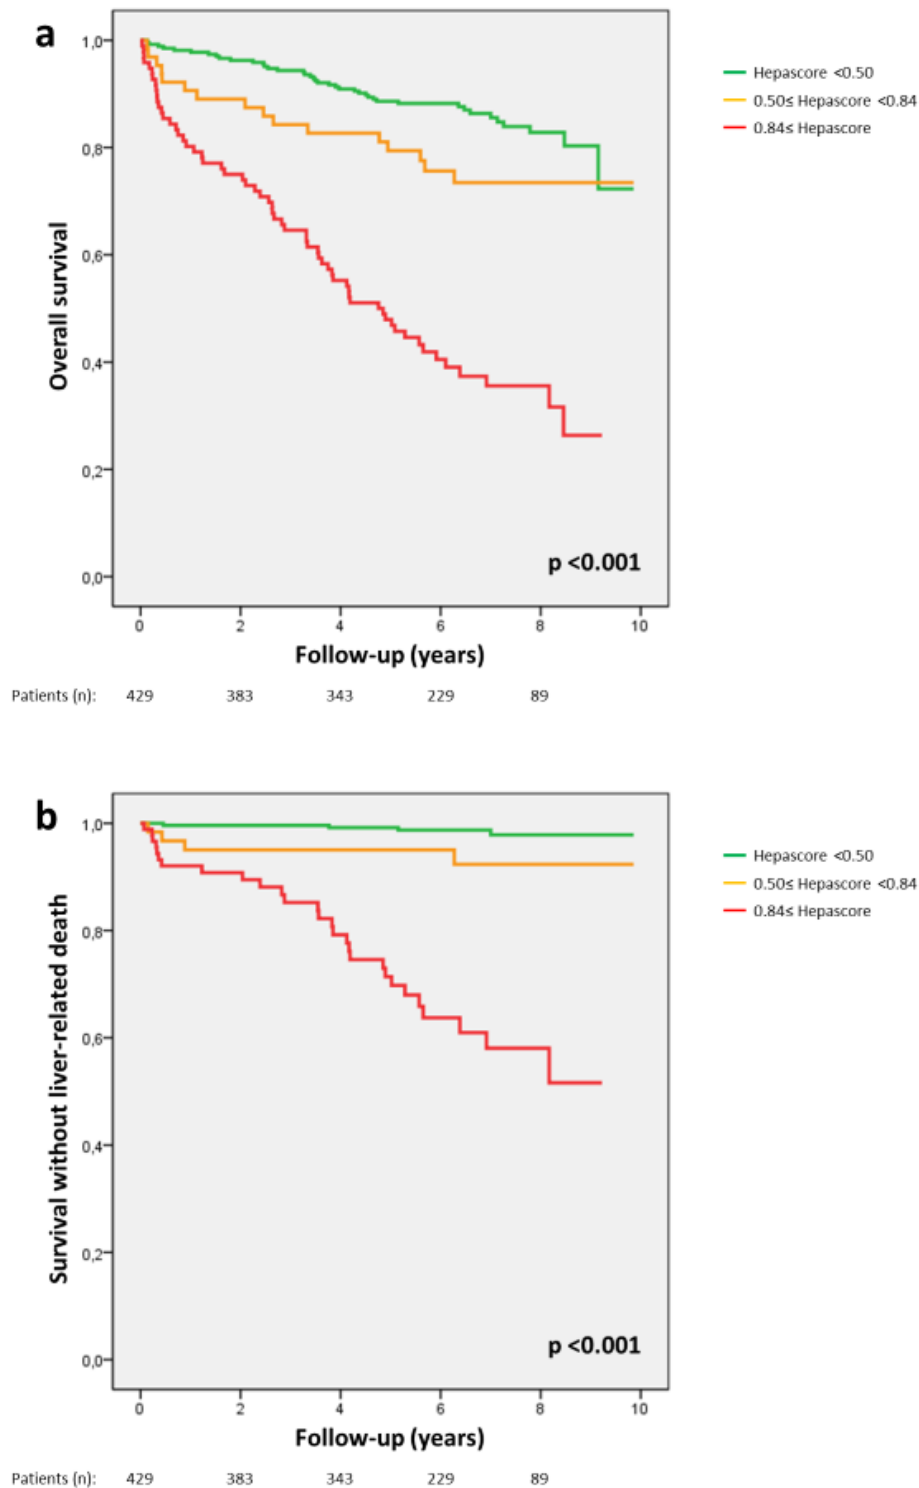 a
1,0
0,8
0,6
0,4
0,2
0,0
Overall survival
Hepascore <0.50
0.50≤ Hepascore <0.84
0.84≤ Hepascore
p <0.001
0 2 4 6 8 10
Follow-up (years)
Patients (n): 429 383 343 229 89
b
1,0
0,8
0,6
0,4
0,2
0,0
Survival without liver-related death
Hepascore <0.50
0.50≤ Hepascore <0.84
0.84≤ Hepascore
p <0.001
0 2 4 6 8 10
Follow-up (years)
Patients (n): 429 383 343 229 89